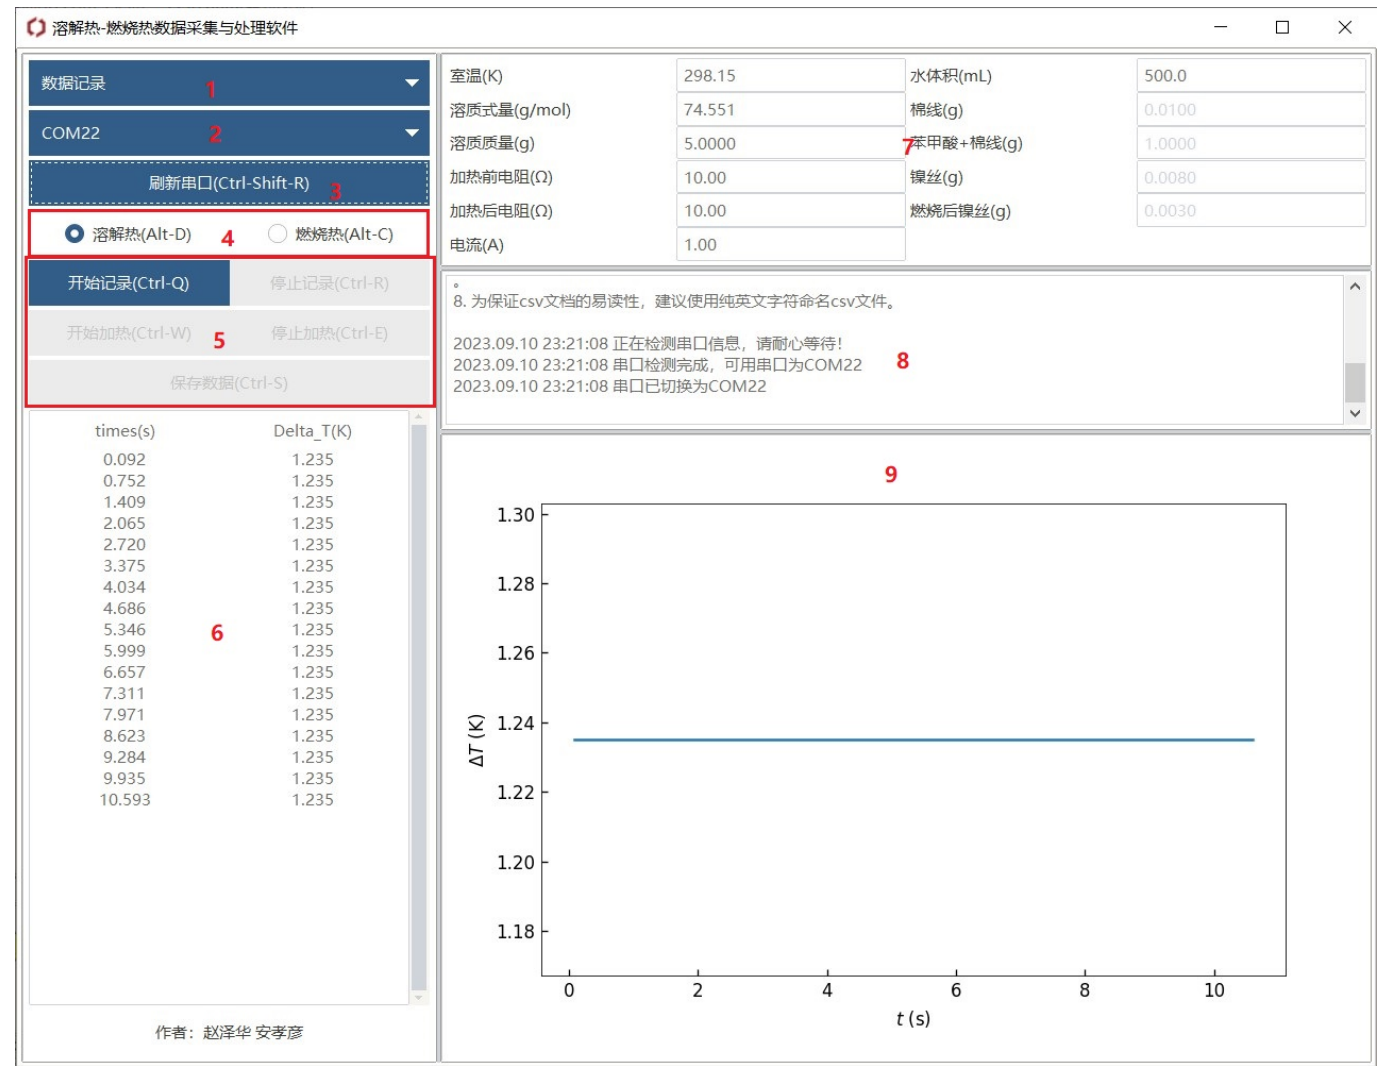 溶解热-燃烧热数据采集与处理软件
数据记录
1
COM22
2
刷新串口(Ctrl-Shift-R)
3
溶解热(Alt-D)
4
燃烧热(Alt-C)
开始记录(Ctrl-Q)
停止记录(Ctrl-R)
开始加热(Ctrl-W)
5
停止加热(Ctrl-E)
保存数据(Ctrl-S)
times(s) Delta_T(K)
0.092 1.235
0.752 1.235
1.409 1.235
2.065 1.235
2.720 1.235
3.375 1.235
4.034 1.235
4.686 1.235
5.346 1.235
6
5.999 1.235
6.657 1.235
7.311 1.235
7.971 1.235
8.623 1.235
9.284 1.235
9.935 1.235
10.593 1.235
作者：赵泽华 安孝彦
室温(K) 298.15 水体积(mL) 500.0
溶质式量(g/mol) 74.551 棉线(g) 0.0100
溶质质量(g) 5.0000 7 苯甲酸+棉线(g) 1.0000
加热前电阻(Ω) 10.00 镍丝(g) 0.0080
加热后电阻(Ω) 10.00 燃烧后镍丝(g) 0.0030
电流(A) 1.00
。
8. 为保证csv文档的易读性，建议使用纯英文字符命名csv文件。
2023.09.10 23:21:08 正在检测串口信息，请耐心等待！
2023.09.10 23:21:08 串口检测完成，可用串口为COM22
8
2023.09.10 23:21:08 串口已切换为COM22
9
1.30
1.28
1.26
1.24
1.22
1.20
1.18
ΔT (K)
0 2 4 6 8 10
t (s)